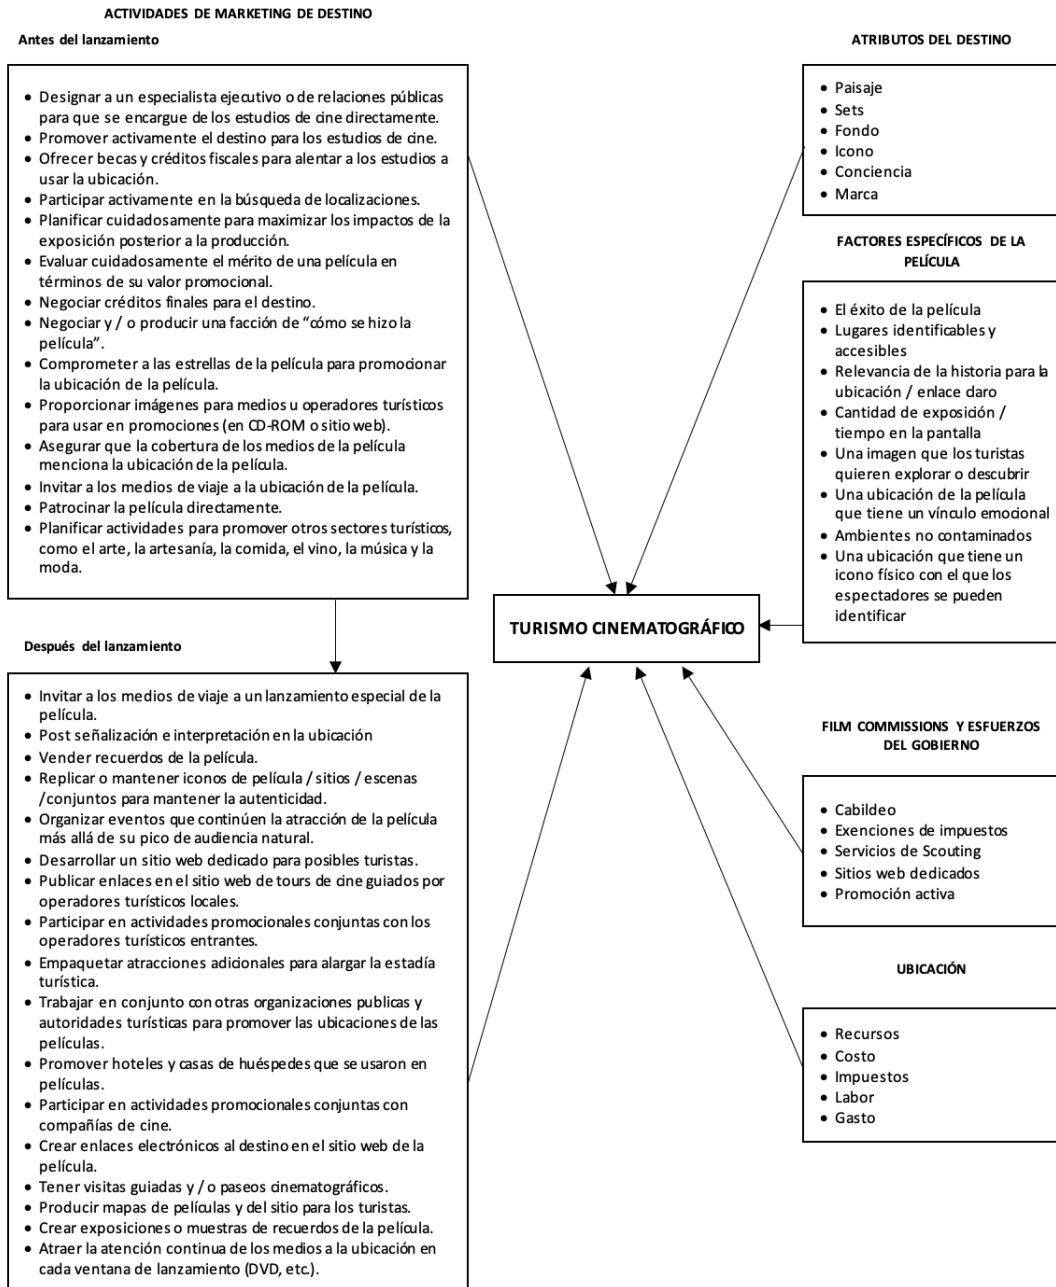 ACTIVIDADES DE MARKETING DE DESTINO
Antes del lanzamiento
• Designar a un especialista ejecutivo o de relaciones públicas
para que se encargue de los estudios de cine directamente.
• Promover activamente el destino para los estudios de cine.
• Ofrecer becas y créditos fiscales para alentar a los estudios a
usar la ubicación.
• Participar activamente en la búsqueda de localizaciones.
• Planificar cuidadosamente para maximizar los impactos de la
exposición posterior a la producción.
• Evaluar cuidadosamente el mérito de una película en
términos de su valor promocional.
• Negociar créditos finales para el destino.
• Negociar y / o producir una facción de “cómo se hizo la
película”.
• Comprometer a las estrellas de la película para promocionar
la ubicación de la película.
• Proporcionar imágenes para medios u operadores turísticos
para usar en promociones (en CD-ROM o sitio web).
• Asegurar que la cobertura de los medios de la película
menciona la ubicación de la película.
• Invitar a los medios de viaje a la ubicación de la película.
• Patrocinar la película directamente.
• Planificar actividades para promover otros sectores turísticos,
como el arte, la artesanía, la comida, el vino, la música y la
moda.
Después del lanzamiento
• Invitar a los medios de viaje a un lanzamiento especial de la
película.
• Post señalización e interpretación en la ubicación
• Vender recuerdos de la película.
• Replicar o mantener iconos de película / sitios / escenas
/conjuntos para mantener la autenticidad.
• Organizar eventos que continúen la atracción de la película
más allá de su pico de audiencia natural.
• Desarrollar un sitio web dedicado para posibles turistas.
• Publicar enlaces en el sitio web de tours de cine guiados por
operadores turísticos locales.
• Participar en actividades promocionales conjuntas con los
operadores turísticos entrantes.
• Empaquetar atracciones adicionales para alargar la estadía
turística.
• Trabajar en conjunto con otras organizaciones publicas y
autoridades turísticas para promover las ubicaciones de las
películas.
• Promover hoteles y casas de huéspedes que se usaron en
películas.
• Participar en actividades promocionales conjuntas con
compañías de cine.
• Crear enlaces electrónicos al destino en el sitio web de la
película.
• Tener visitas guiadas y / o paseos cinematográficos.
• Producir mapas de películas y del sitio para los turistas.
• Crear exposiciones o muestras de recuerdos de la película.
• Atraer la atención continua de los medios a la ubicación en
cada ventana de lanzamiento (DVD, etc.).
TURISMO CINEMATOGRÁFICO
ATRIBUTOS DEL DESTINO
• Paisaje
• Sets
• Fondo
• Icono
• Conciencia
• Marca
FACTORES ESPECÍFICOS DE LA
PELÍCULA
• El éxito de la película
• Lugares identificables y
accesibles
• Relevancia de la historia para la
ubicación / enlace claro
• Cantidad de exposición /
tiempo en la pantalla
• Una imagen que los turistas
quieren explorar o descubrir
• Una ubicación de la película
que tiene un vínculo emocional
• Ambientes no contaminados
• Una ubicación que tiene un
icono físico con el que los
espectadores se pueden
identificar
FILM COMMISSIONS Y ESFUERZOS
DEL GOBIERNO
• Cabildeo
• Exenciones de impuestos
• Servicios de Scouting
• Sitios web dedicados
• Promoción activa
UBICACIÓN
• Recursos
• Costo
• Impuestos
• Labor
• Gasto